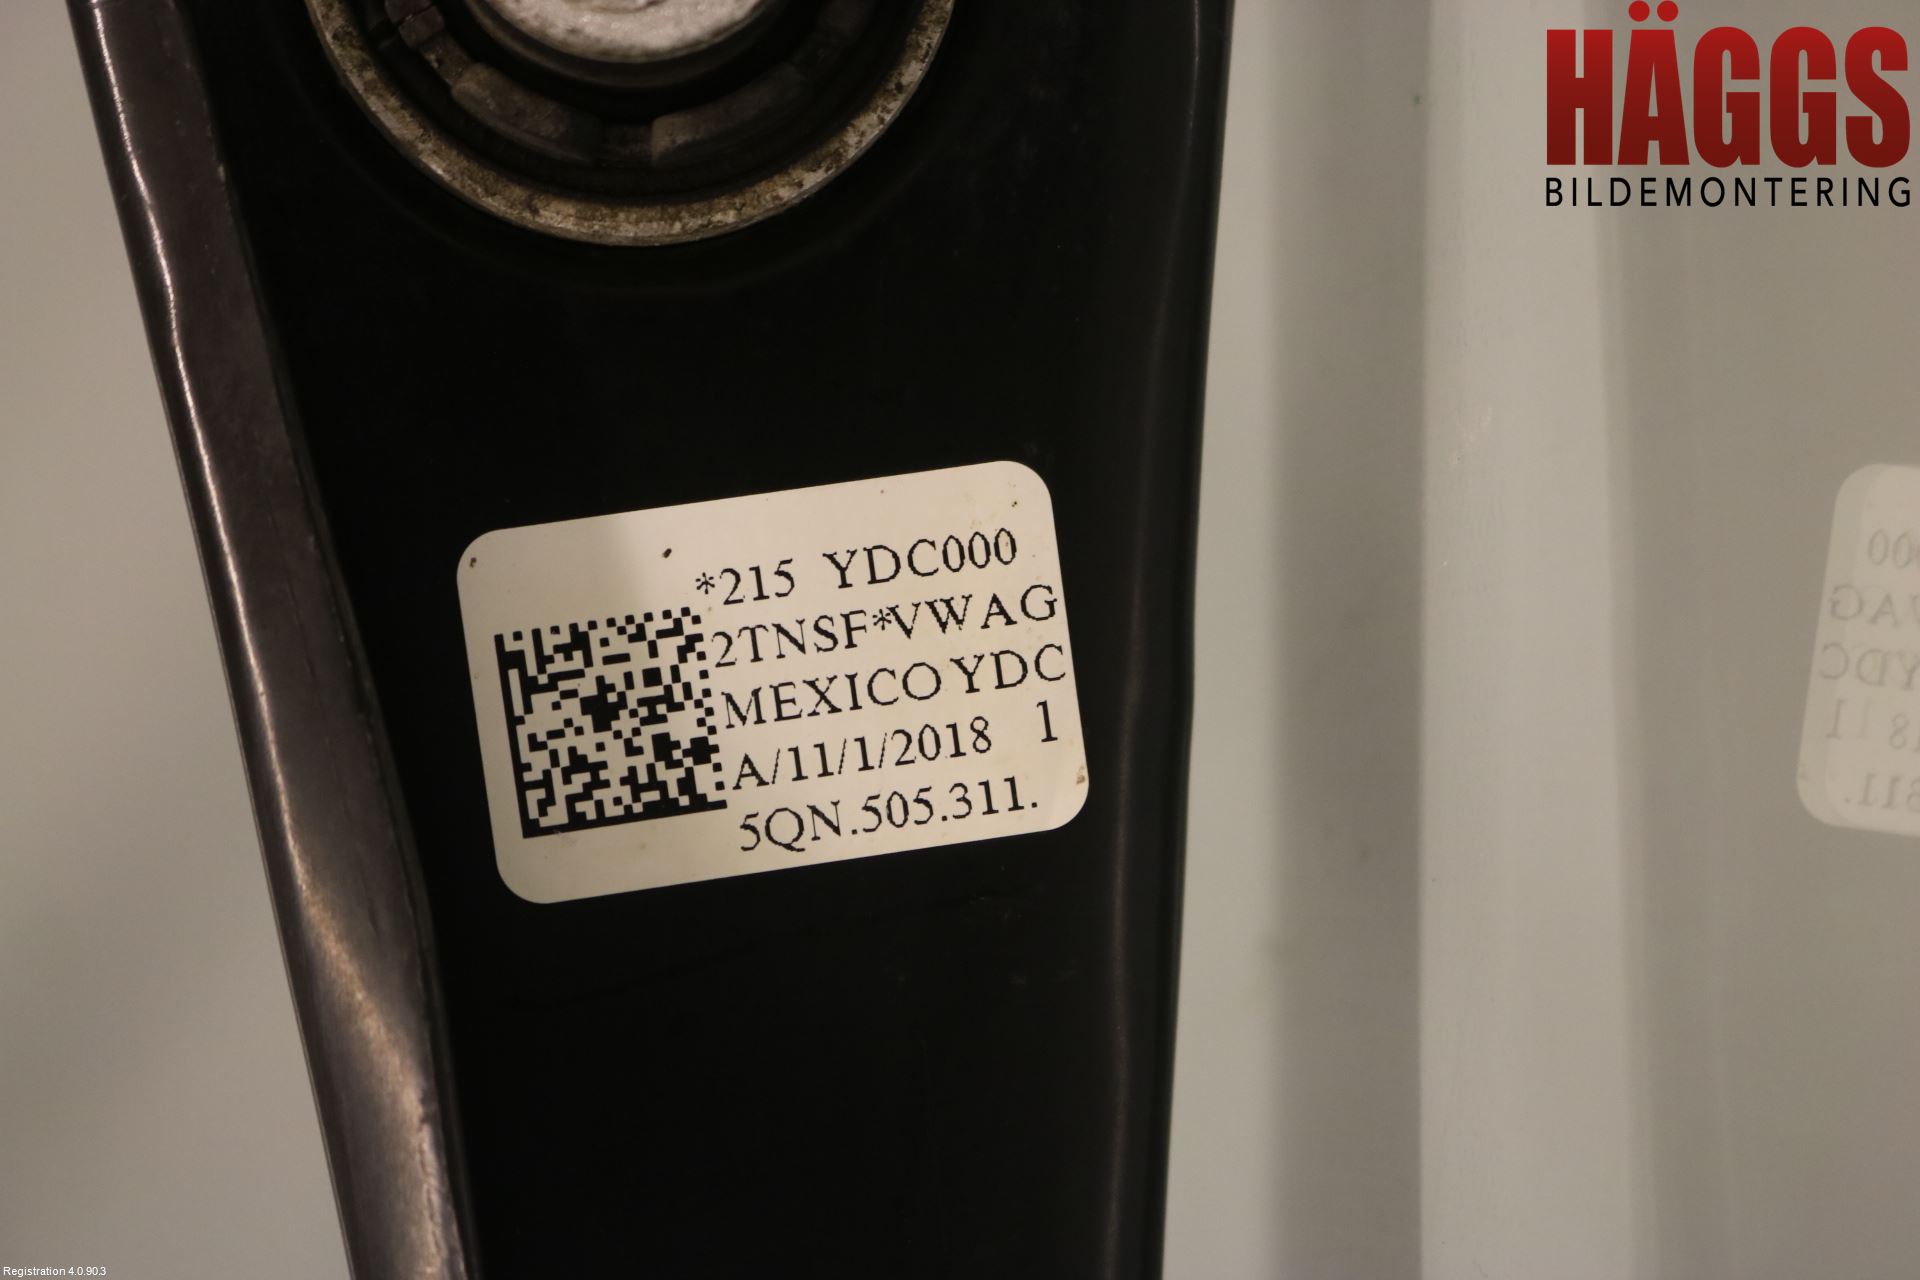 HÄGGS
BILDEMONTERING
*215 YDC000
2TNSF*VWAG
MEXICO YDC
A/11/1/2018 1
5QN.505.311.
Registration 4.0.90.3